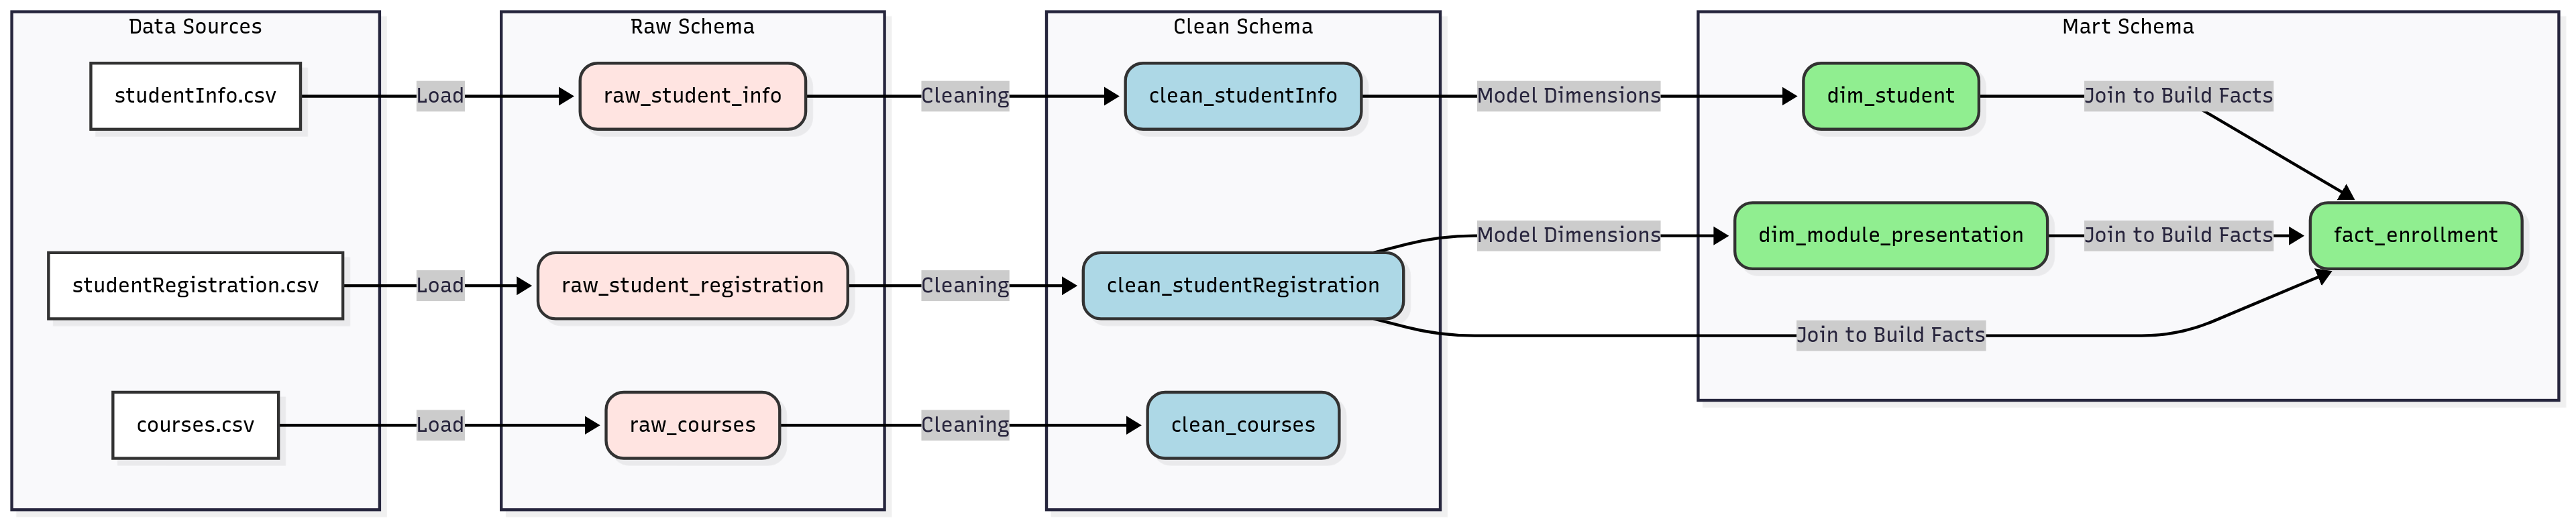 Data Sources
Raw Schema
Clean Schema
Mart Schema
studentInfo.csv
Load
raw_student_info
Cleaning
clean_studentInfo
Model Dimensions
dim_student
Join to Build Facts
studentRegistration.csv
Load
raw_student_registration
Cleaning
clean_studentRegistration
Model Dimensions
dim_module_presentation
Join to Build Facts
fact_enrollment
Join to Build Facts
courses.csv
Load
raw_courses
Cleaning
clean_courses